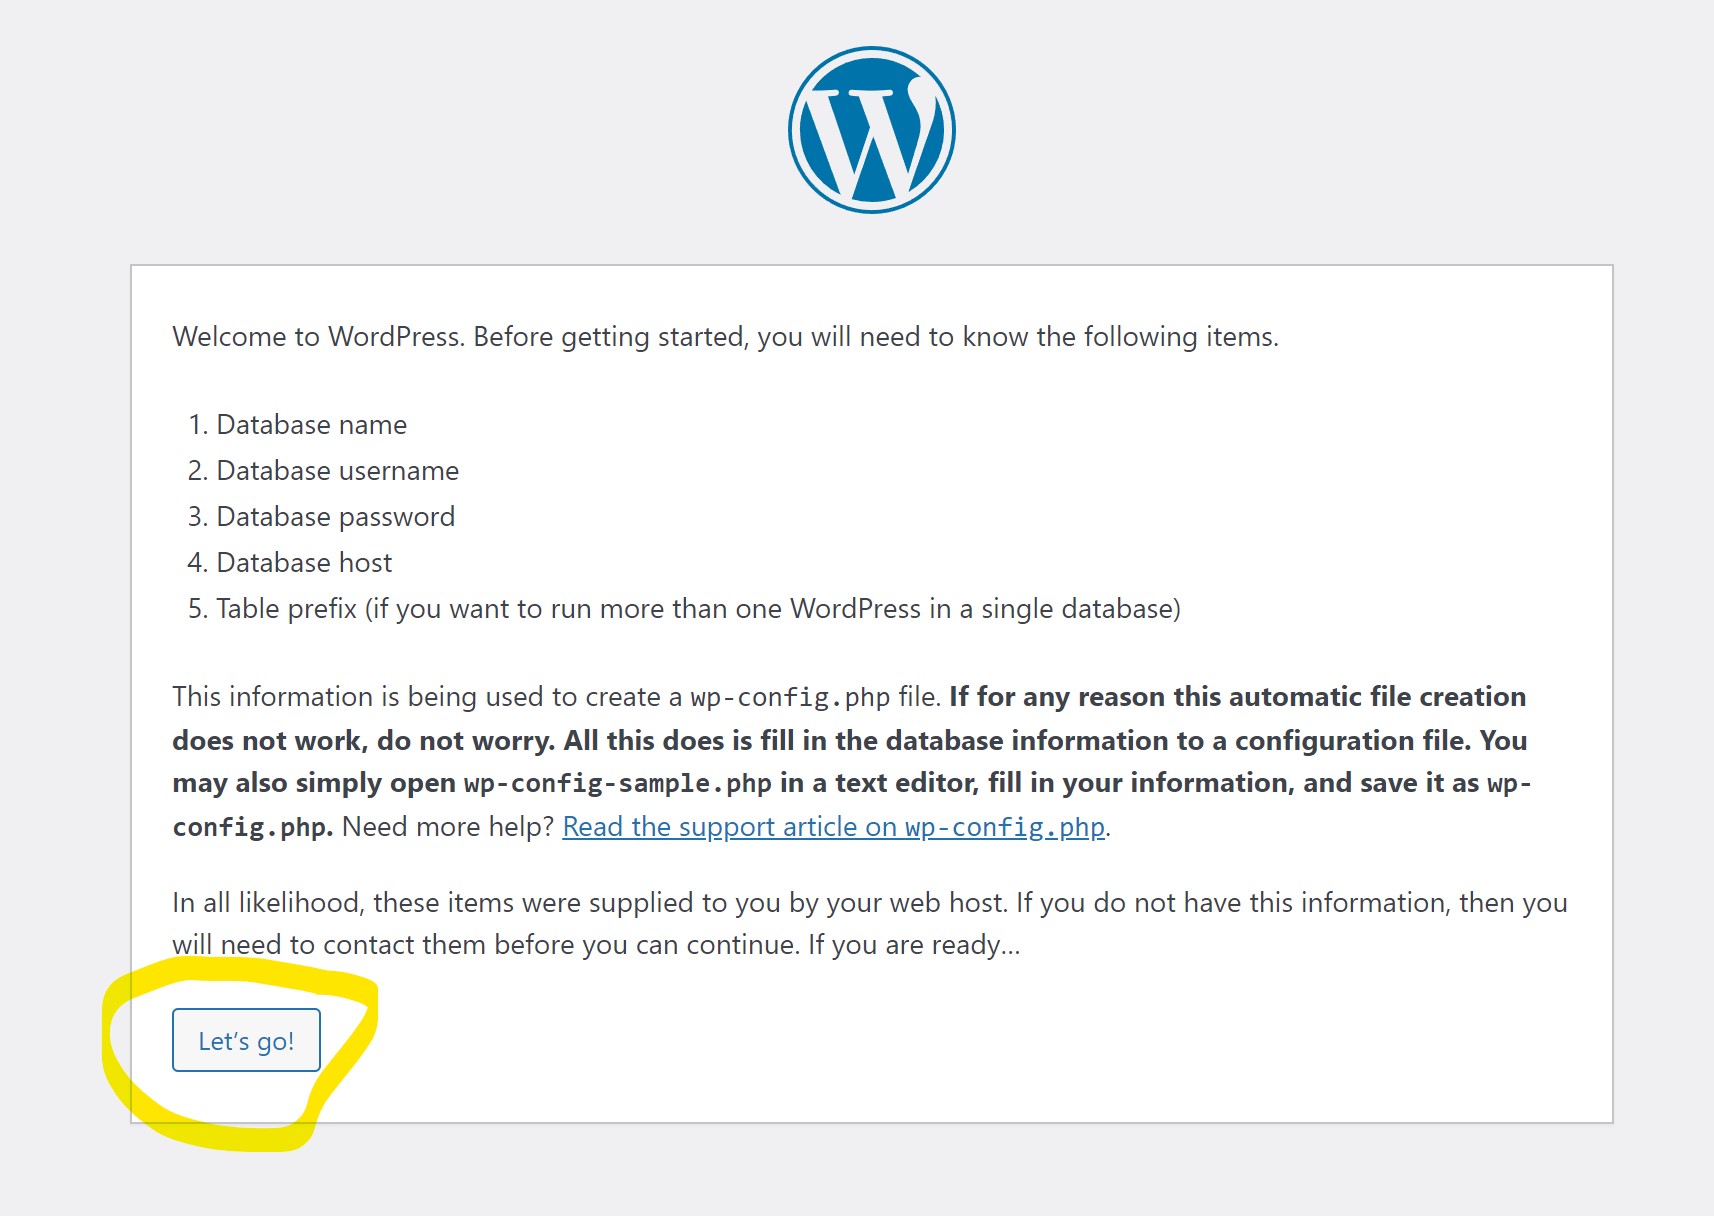 Welcome to WordPress. Before getting started, you will need to know the following items.
1. Database name
2. Database username
3. Database password
4. Database host
5. Table prefix (if you want to run more than one WordPress in a single database)
This information is being used to create a wp-config.php file. If for any reason this automatic file creation
does not work, do not worry. All this does is fill in the database information to a configuration file. You
may also simply open wp-config-sample.php in a text editor, fill in your information, and save it as wp-
config.php. Need more help? Read the support article on wp-config.php.
In all likelihood, these items were supplied to you by your web host. If you do not have this information, then you
will need to contact them before you can continue. If you are ready…
Let’s go!